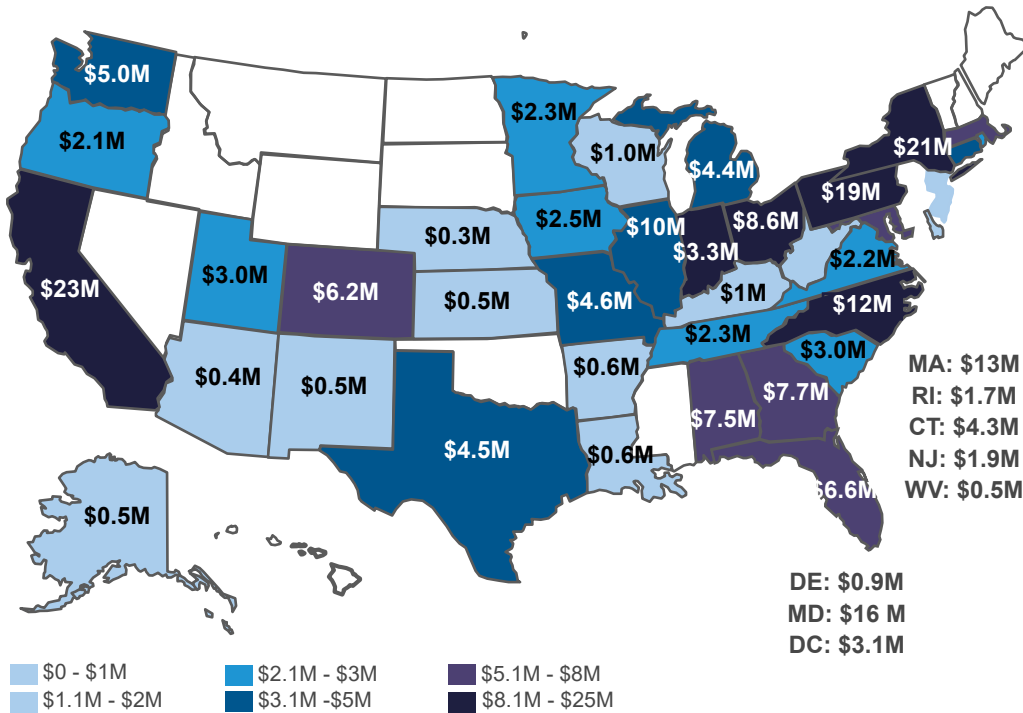 $5.0M
$2.1M
$23M
$3.0M
$6.2M
$0.4M
$0.5M
$0.3M
$0.5M
$4.5M
$2.3M
$2.5M
$4.6M
$0.6M
$0.6M
$1.0M
$10M
$4.4M
$3.3M
$8.6M
$1M
$2.3M
$7.5M
$7.7M
$6.6M
$3.0M
$12M
$2.2M
$19M
$21M
$0.5M
MA: $13M
RI: $1.7M
CT: $4.3M
NJ: $1.9M
WV: $0.5M
DE: $0.9M
MD: $16 M
DC: $3.1M
$0 - $1M
$1.1M - $2M
$2.1M - $3M
$3.1M -$5M
$5.1M - $8M
$8.1M - $25M